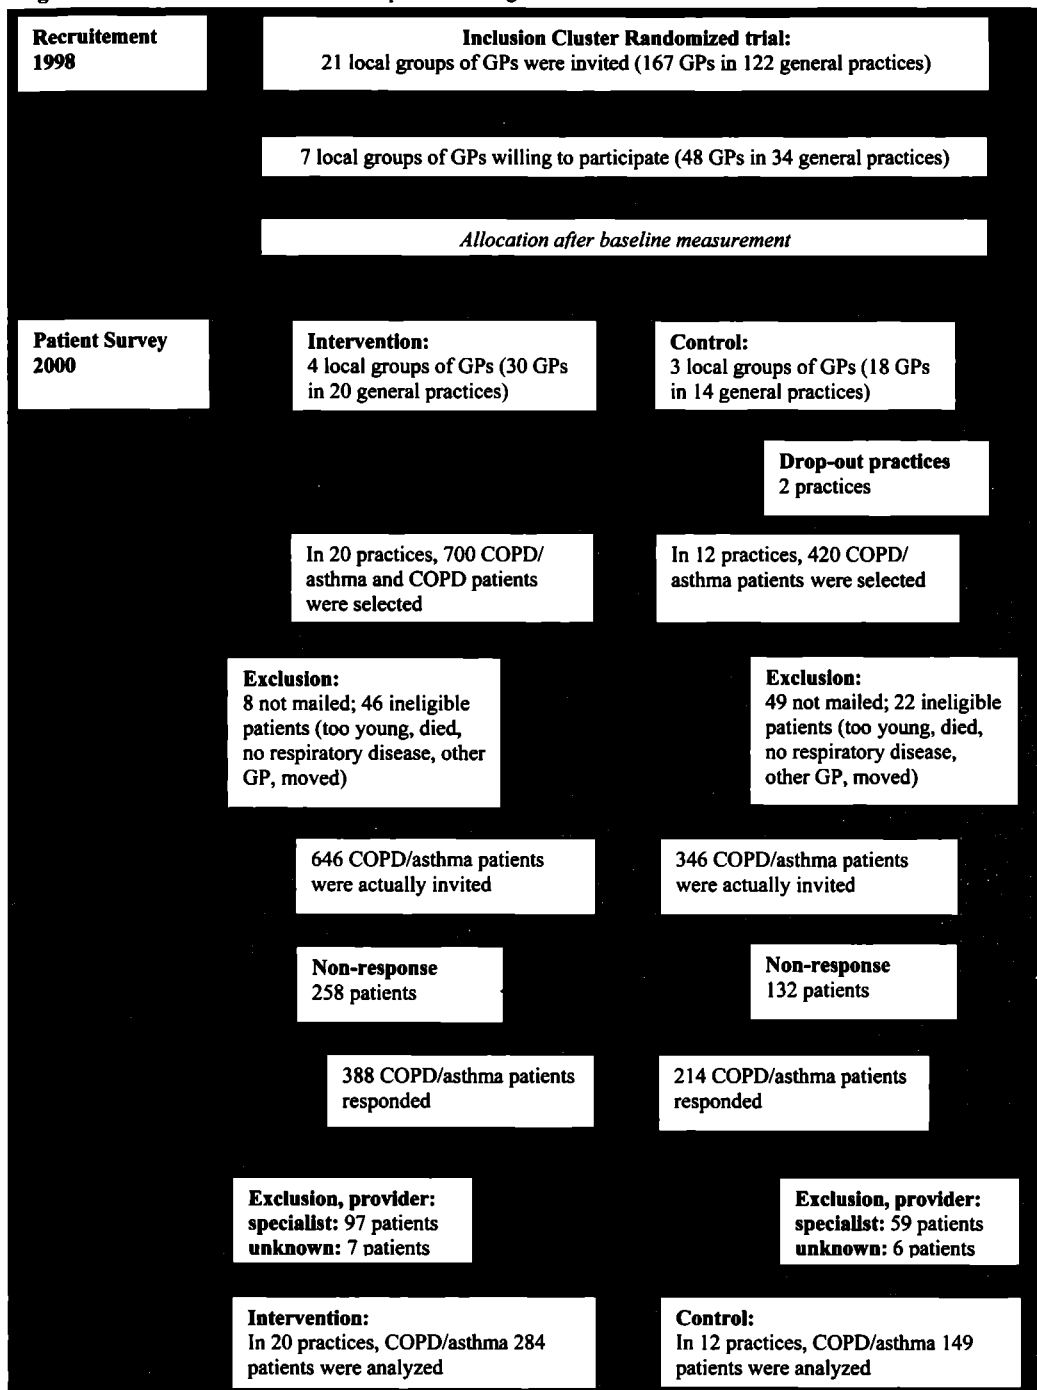 Recruitement
1998
Inclusion Cluster Randomized trial:
21 local groups of GPs were invited (167 GPs in 122 general practices)
7 local groups of GPs willing to participate (48 GPs in 34 general practices)
Allocation after baseline measurement
Patient Survey
2000
Intervention:
4 local groups of GPs (30 GPs
in 20 general practices)
Control:
3 local groups of GPs (18 GPs
in 14 general practices)
Drop-out practices
2 practices
In 20 practices, 700 COPD/
asthma and COPD patients
were selected
In 12 practices, 420 COPD/
asthma patients were selected
Exclusion:
8 not mailed; 46 ineligible
patients (too young, died,
no respiratory disease, other
GP, moved)
Exclusion:
49 not mailed; 22 ineligible
patients (too young, died,
no respiratory disease,
other GP, moved)
646 COPD/asthma patients
were actually invited
346 COPD/asthma patients
were actually invited
Non-response
258 patients
Non-response
132 patients
388 COPD/asthma patients
responded
214 COPD/asthma patients
responded
Exclusion, provider:
specialist: 97 patients
unknown: 7 patients
Exclusion, provider:
specialist: 59 patients
unknown: 6 patients
Intervention:
In 20 practices, COPD/asthma 284
patients were analyzed
Control:
In 12 practices, COPD/asthma 149
patients were analyzed